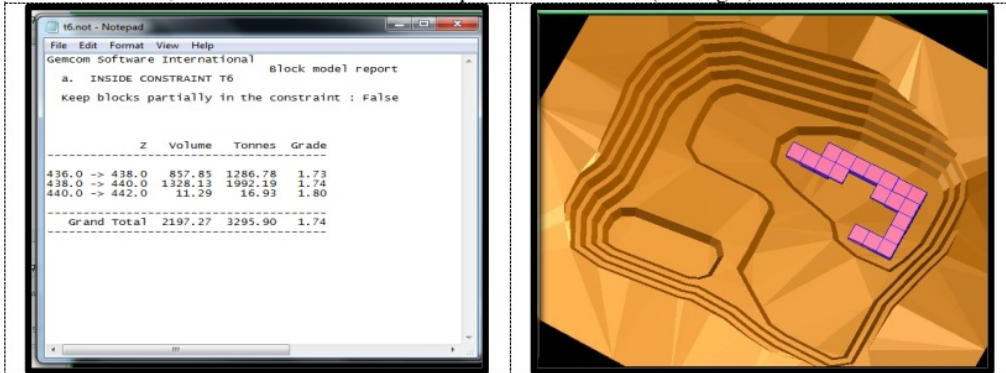 t6.not - Notepad
File Edit Format View Help
Gemcom Software International
Block model report
a. INSIDE CONSTRAINT T6
Keep blocks partially in the constraint : False
Z Volume Tonnes Grade
436.0 -> 438.0 857.85 1286.78 1.73
438.0 -> 440.0 1328.13 1992.19 1.74
440.0 -> 442.0 11.29 16.93 1.80
Grand Total 2197.27 3295.90 1.74